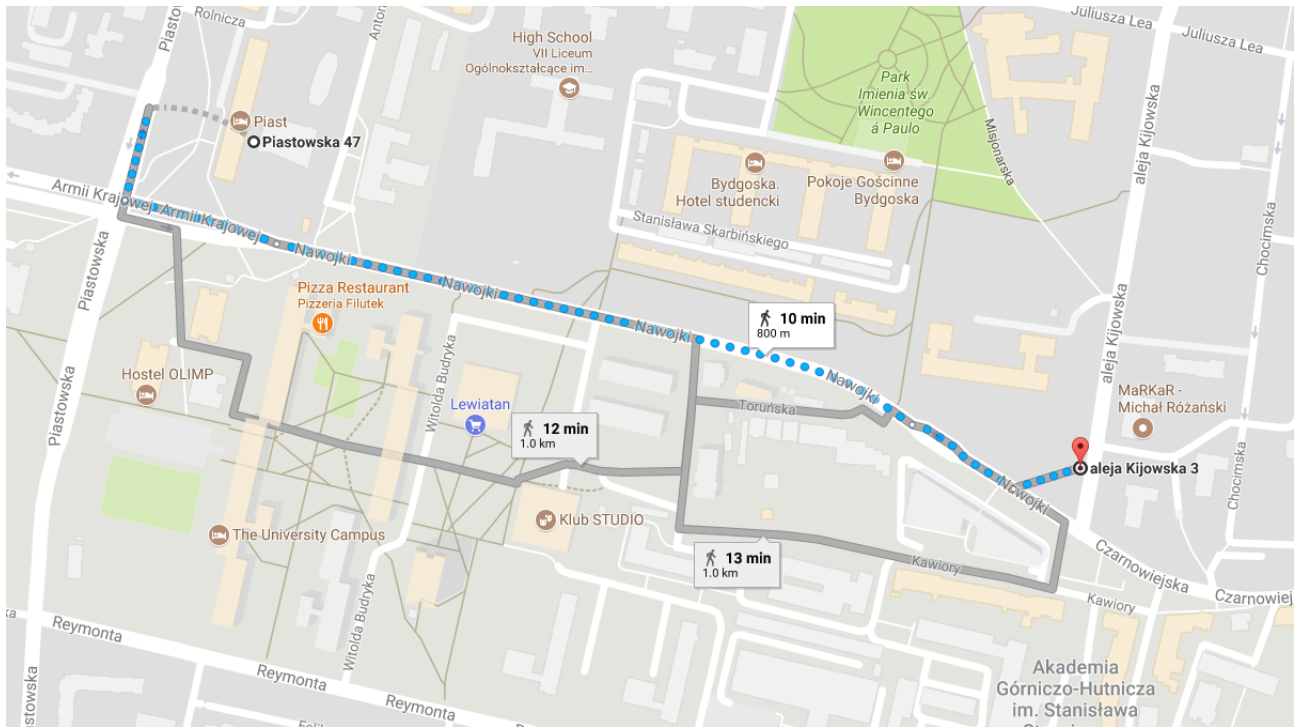 Rolnicza
Piastowska
Anton
Juliusza Lea
Juliusza Lea
High School
VII Liceum
Ogólnokształcące im...
Park
Imienia św.
Wincentego
á Paulo
Misjonarska
aleja Kijowska
Chocimska
Piast
Piastowska 47
Bydgoska.
Hotel studencki
Pokoje Gościnne
Bydgoska
Armii Krajowej
Armii Krajowej
Nawojki
Stanisława Skarbińskiego
Piastowska
Pizza Restaurant
Pizzeria Filutek
Nawojki
Nawojki
10 min
800 m
aleja Kijowska
Hostel OLIMP
Witolda Budryka
Lewiatan
Nawojki
Toruńska
MaRKaR -
Michał Różański
Piastowska
12 min
1.0 km
aleja Kijowska 3
Nawojki
Chocimska
The University Campus
Klub STUDIO
13 min
1.0 km
Kawiory
Czarnowiejska
Czarnowiej
Kawiory
Witolda Budryka
Reymonta
Reymonta
Reymonta
Piastowska
Akademia
Górniczo-Hutnicza
im. Stanisława